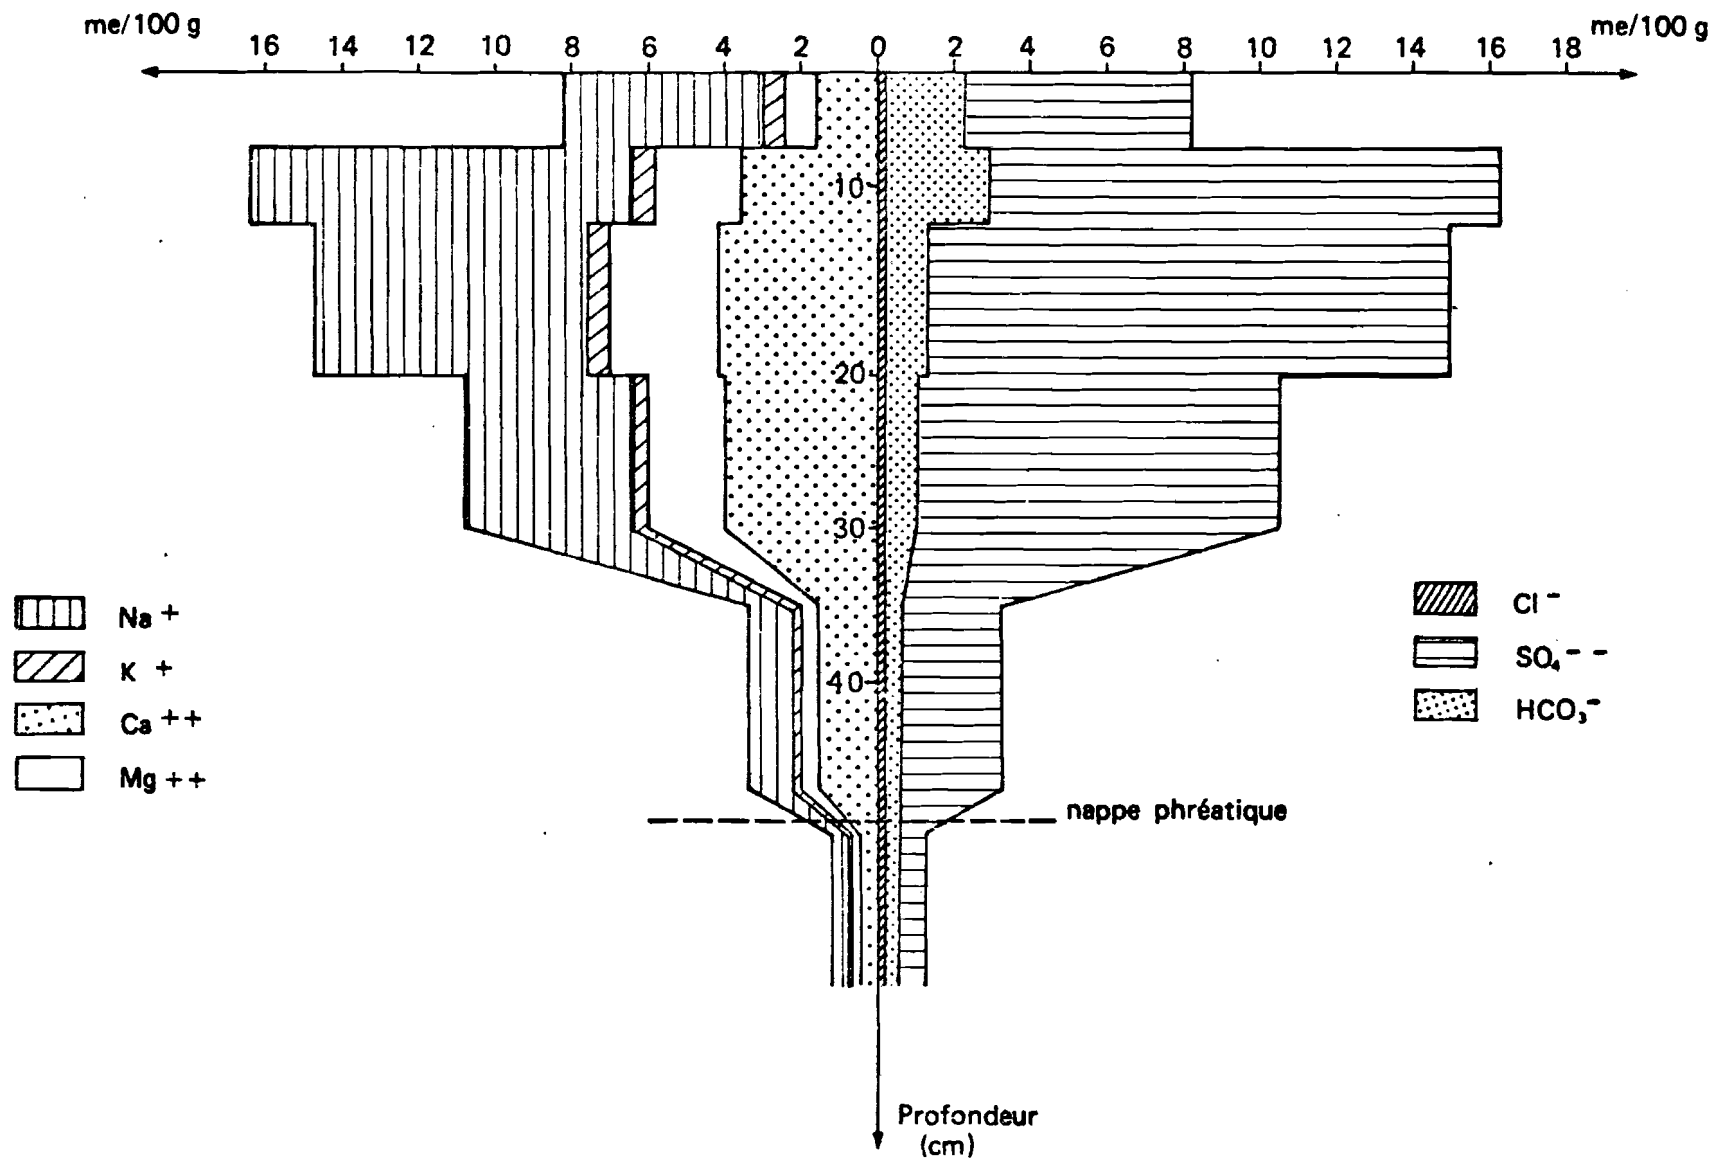 me/100 g
me/100 g
16 14 12 10 8 6 4 2 0 2 4 6 8 10 12 14 16 18
10
20
30
40
Na +
K +
Ca ++
Mg ++
Cl -
SO₄ - -
HCO₃-
nappe phréatique
Profondeur
(cm)